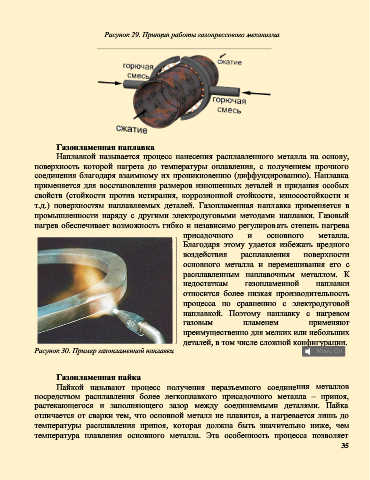 Рисунок 29. Принцип работы газопрессового механизма
горючая
смесь
сжатие
горючая
смесь
сжатие
Газопламенная наплавка
Наплавкой называется процесс нанесения расплавленного металла на основу,
поверхность которой нагрета до температуры оплавления, с получением прочного
соединения благодаря взаимному их проникновению (диффундированию). Наплавка
применяется для восстановления размеров изношенных деталей и придания особых
свойств (стойкости против истирания, коррозионной стойкости, износостойкости и
т.д.) поверхностям наплавляемых деталей. Газопламенная наплавка применяется в
промышленности наряду с другими электродуговыми методами наплавки. Газовый
нагрев обеспечивает возможность гибко и независимо регулировать степень нагрева
присадочного и основного металла.
Благодаря этому удается избежать вредного
воздействия расплавления поверхности
основного металла и перемешивания его с
расплавленным наплавочным металлом. К
недостаткам газопламенной наплавки
относится более низкая производительность
процесса по сравнению с электродуговой
наплавкой. Поэтому наплавку с нагревом
газовым пламенем применяют
преимущественно для мелких или небольших
деталей, в том числе сложной конфигурации.
Рисунок 30. Пример газопламенной наплавки
Газопламенная пайка
Пайкой называют процесс получения неразъемного соединения металлов
посредством расплавления более легкоплавкого присадочного металла – припоя,
растекающегося и заполняющего зазор между соединяемыми деталями. Пайка
отличается от сварки тем, что основной металл не плавится, а нагревается лишь до
температуры расплавления припоя, которая должна быть значительно ниже, чем
температура плавления основного металла. Эта особенность процесса позволяет
35